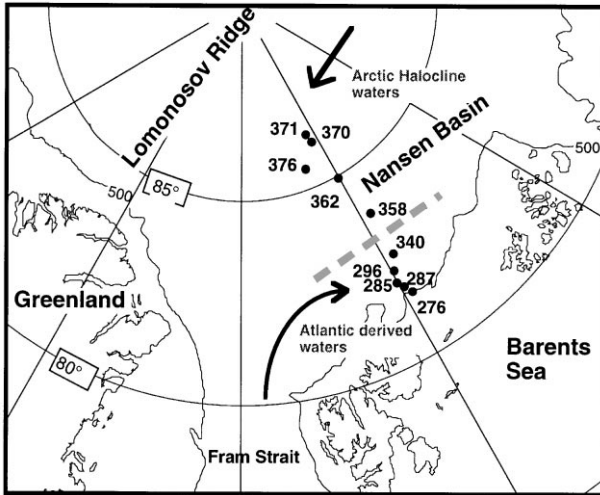 Lomonosov Ridge
Arctic Halocline
waters
371
370
Nansen Basin
500
376
500
85°
362
358
340
296
287
285
276
Greenland
Atlantic derived
waters
Barents
Sea
80°
Fram Strait